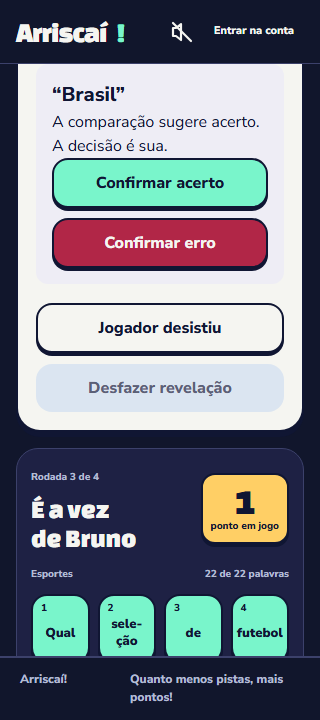 Arriscaí !
Entrar na conta
“Brasil”
A comparação sugere acerto.
A decisão é sua.
Confirmar acerto
Confirmar erro
Jogador desistiu
Desfazer revelação
Rodada 3 de 4
É a vez
de Bruno
1
ponto em jogo
Esportes
22 de 22 palavras
1
Qual
2
sele-
ção
3
de
4
futebol
Arriscaí!
Quanto menos pistas, mais
pontos!